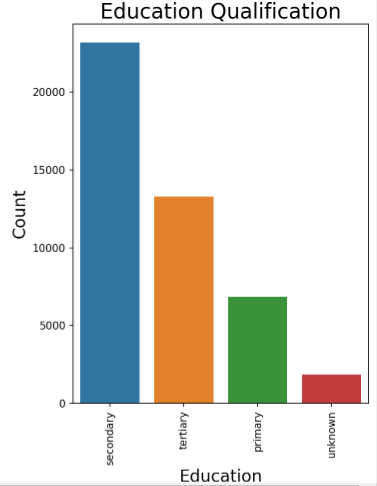 Education Qualification
Count
20000
15000
10000
5000
0
secondary
tertiary
primary
unknown
Education